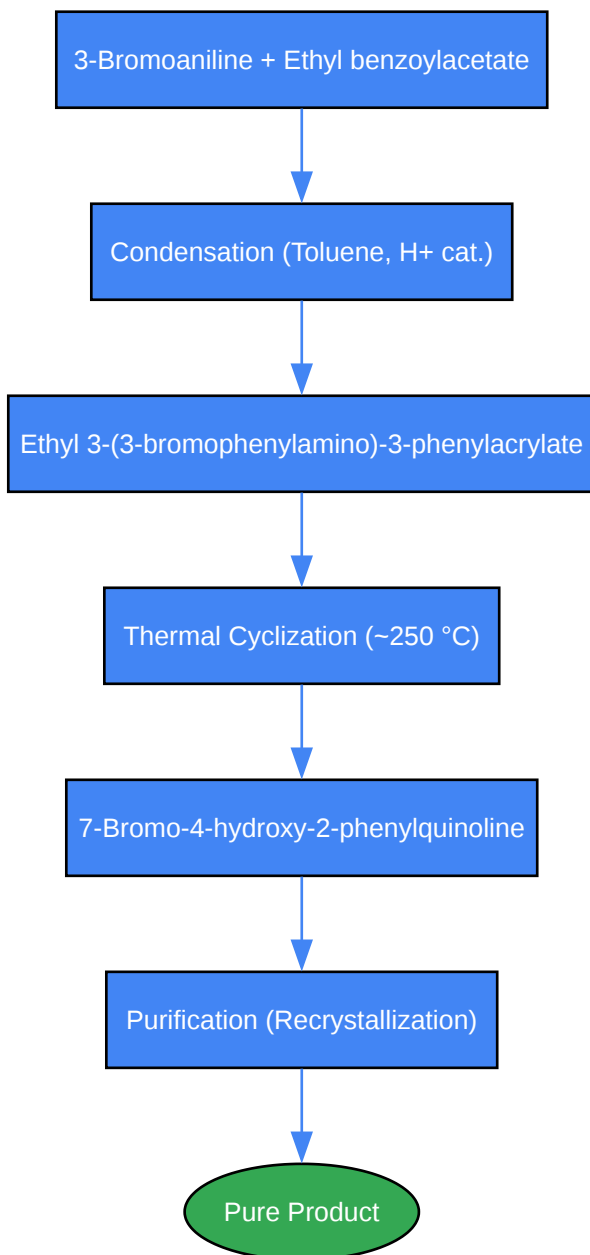 3-Bromoaniline + Ethyl benzoylacetate
Condensation (Toluene, H+ cat.)
Ethyl 3-(3-bromophenylamino)-3-phenylacrylate
Thermal Cyclization (~250 °C)
7-Bromo-4-hydroxy-2-phenylquinoline
Purification (Recrystallization)
Pure Product